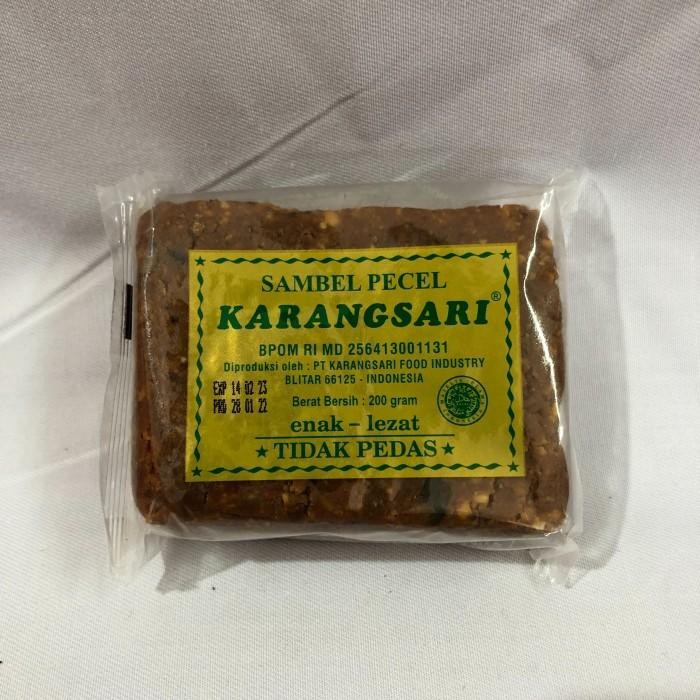 SAMBEL PECEL
KARANGSARI®
BPOM RI MD 256413001131
Diproduksi oleh : PT KARANGSARI FOOD INDUSTRY
BLITAR 66125 - INDONESIA
EXP 14 02 23
PRD 28 01 22
Berat Bersih : 200 gram
enak - lezat
TIDAK PEDAS